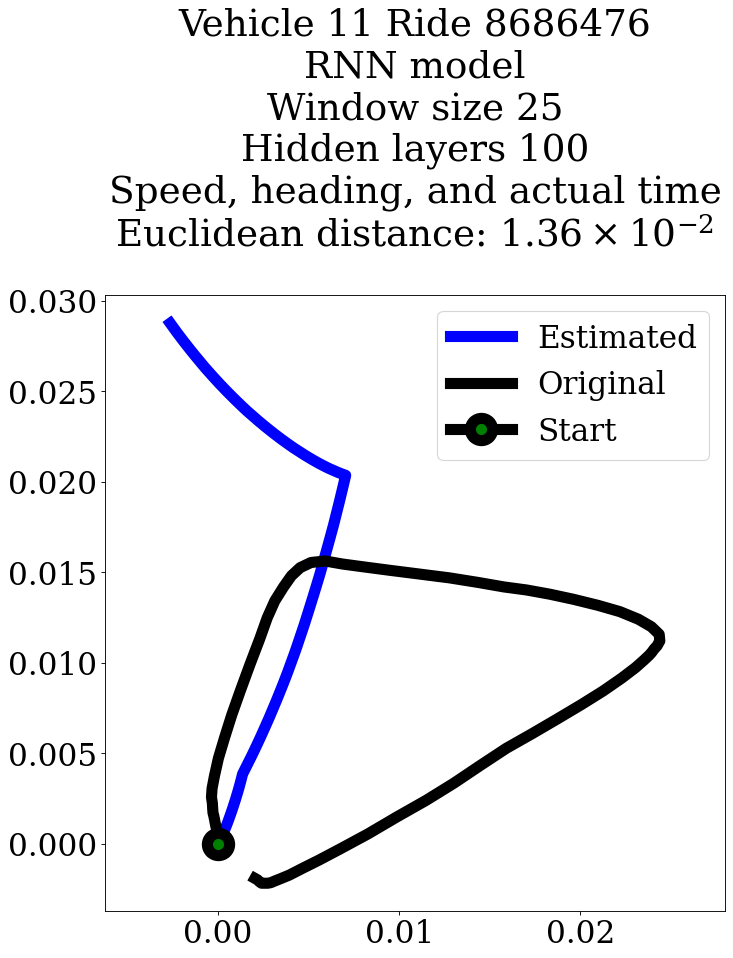 Vehicle 11 Ride 8686476
RNN model
Window size 25
Hidden layers 100
Speed, heading, and actual time
Euclidean distance: 1.36 × 10⁻²
0.030
0.025
0.020
0.015
0.010
0.005
0.000
Estimated
Original
Start
0.00 0.01 0.02